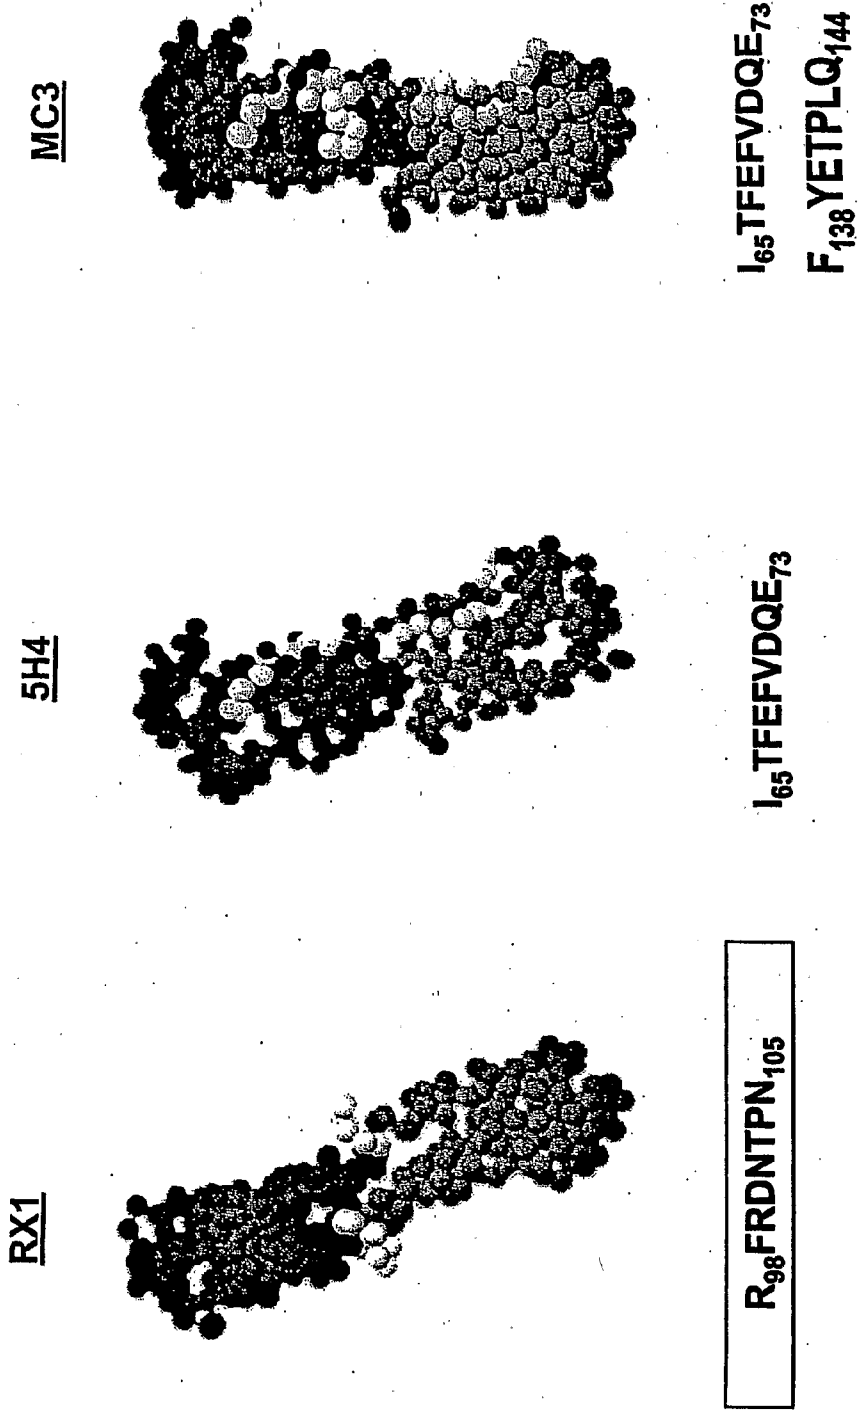 RX1
5H4
MC3
R98FRDNTPN105
I65TFEFVDQE73
I65TFEFVDQE73
F138YETPLQ144